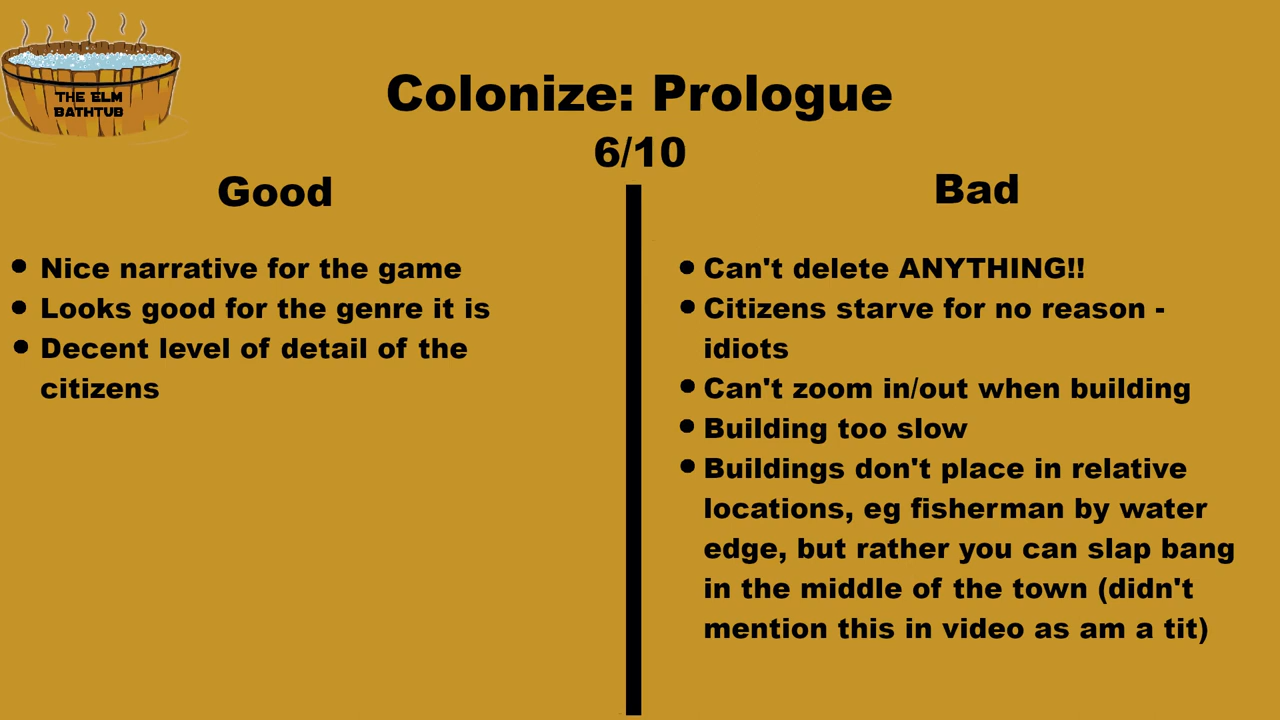 THE ELM
BATHTUB
Colonize: Prologue
6/10
Good
Nice narrative for the game
Looks good for the genre it is
Decent level of detail of the
citizens
Bad
Can't delete ANYTHING!!
Citizens starve for no reason -
idiots
Can't zoom in/out when building
Building too slow
Buildings don't place in relative
locations, eg fisherman by water
edge, but rather you can slap bang
in the middle of the town (didn't
mention this in video as am a tit)